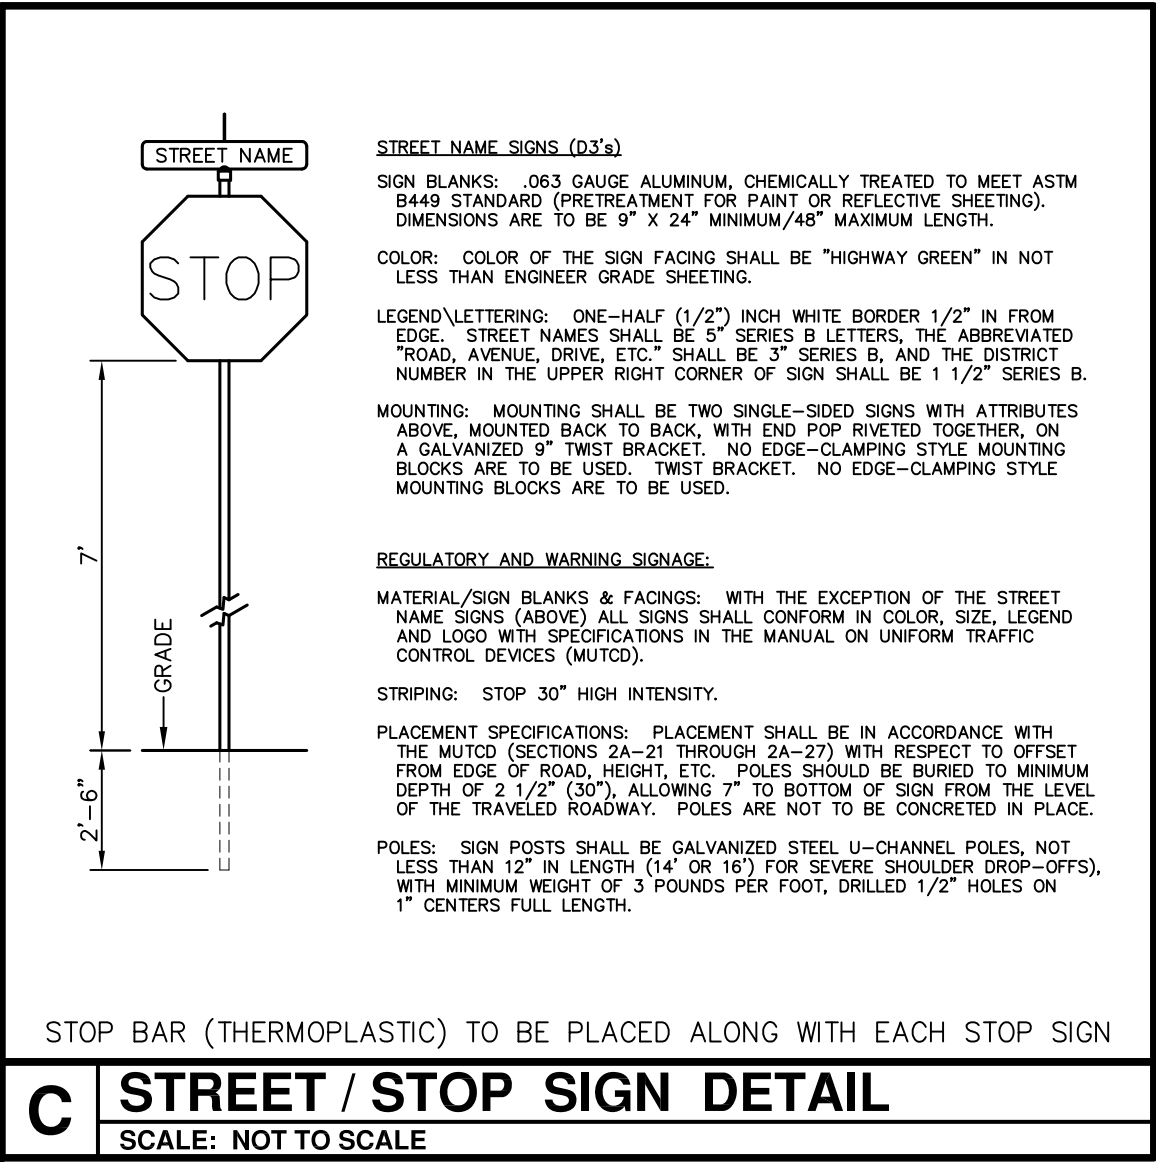 STREET NAME
STOP
7'
GRADE
2'-6"
STREET NAME SIGNS (D3's)
SIGN BLANKS: .063 GAUGE ALUMINUM, CHEMICALLY TREATED TO MEET ASTM
B449 STANDARD (PRETREATMENT FOR PAINT OR REFLECTIVE SHEETING).
DIMENSIONS ARE TO BE 9" X 24" MINIMUM/48" MAXIMUM LENGTH.
COLOR: COLOR OF THE SIGN FACING SHALL BE "HIGHWAY GREEN" IN NOT
LESS THAN ENGINEER GRADE SHEETING.
LEGEND\LETTERING: ONE-HALF (1/2") INCH WHITE BORDER 1/2" IN FROM
EDGE. STREET NAMES SHALL BE 5" SERIES B LETTERS, THE ABBREVIATED
"ROAD, AVENUE, DRIVE, ETC." SHALL BE 3" SERIES B, AND THE DISTRICT
NUMBER IN THE UPPER RIGHT CORNER OF SIGN SHALL BE 1 1/2" SERIES B.
MOUNTING: MOUNTING SHALL BE TWO SINGLE-SIDED SIGNS WITH ATTRIBUTES
ABOVE, MOUNTED BACK TO BACK, WITH END POP RIVETED TOGETHER, ON
A GALVANIZED 9" TWIST BRACKET. NO EDGE-CLAMPING STYLE MOUNTING
BLOCKS ARE TO BE USED. TWIST BRACKET. NO EDGE-CLAMPING STYLE
MOUNTING BLOCKS ARE TO BE USED.
REGULATORY AND WARNING SIGNAGE:
MATERIAL/SIGN BLANKS & FACINGS: WITH THE EXCEPTION OF THE STREET
NAME SIGNS (ABOVE) ALL SIGNS SHALL CONFORM IN COLOR, SIZE, LEGEND
AND LOGO WITH SPECIFICATIONS IN THE MANUAL ON UNIFORM TRAFFIC
CONTROL DEVICES (MUTCD).
STRIPING: STOP 30" HIGH INTENSITY.
PLACEMENT SPECIFICATIONS: PLACEMENT SHALL BE IN ACCORDANCE WITH
THE MUTCD (SECTIONS 2A-21 THROUGH 2A-27) WITH RESPECT TO OFFSET
FROM EDGE OF ROAD, HEIGHT, ETC. POLES SHOULD BE BURIED TO MINIMUM
DEPTH OF 2 1/2" (30"), ALLOWING 7" TO BOTTOM OF SIGN FROM THE LEVEL
OF THE TRAVELED ROADWAY. POLES ARE NOT TO BE CONCRETED IN PLACE.
POLES: SIGN POSTS SHALL BE GALVANIZED STEEL U-CHANNEL POLES, NOT
LESS THAN 12" IN LENGTH (14' OR 16') FOR SEVERE SHOULDER DROP-OFFS),
WITH MINIMUM WEIGHT OF 3 POUNDS PER FOOT, DRILLED 1/2" HOLES ON
1" CENTERS FULL LENGTH.
STOP BAR (THERMOPLASTIC) TO BE PLACED ALONG WITH EACH STOP SIGN
C
STREET / STOP SIGN DETAIL
SCALE: NOT TO SCALE